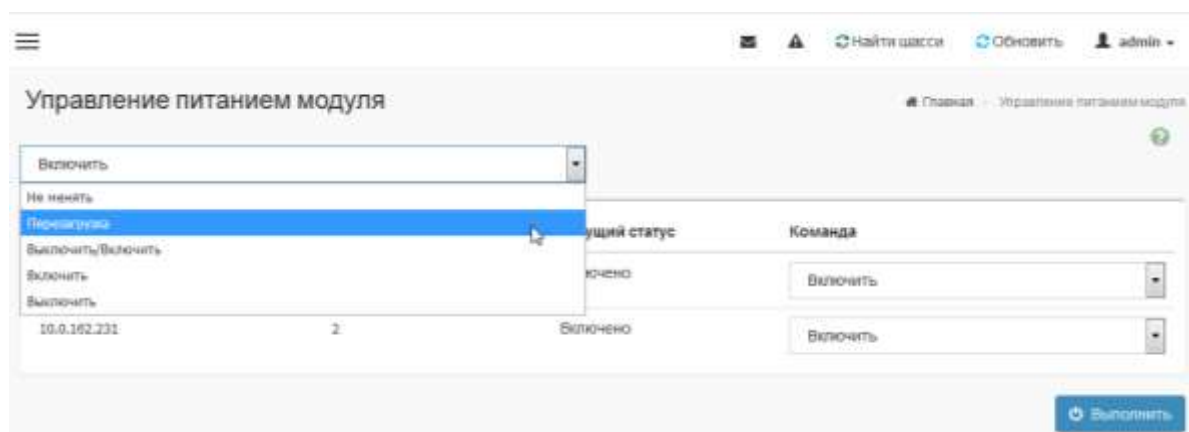 Найти шасси Обновить admin
Управление питанием модуля
Главная Управление питанием модуля
Включить
Не менять
Перезагрузка
Выключить/Включить
Включить
Выключить
ущий статус Команда
ючено Включить
10.0.162.231 2 Включено Включить
Выполнить